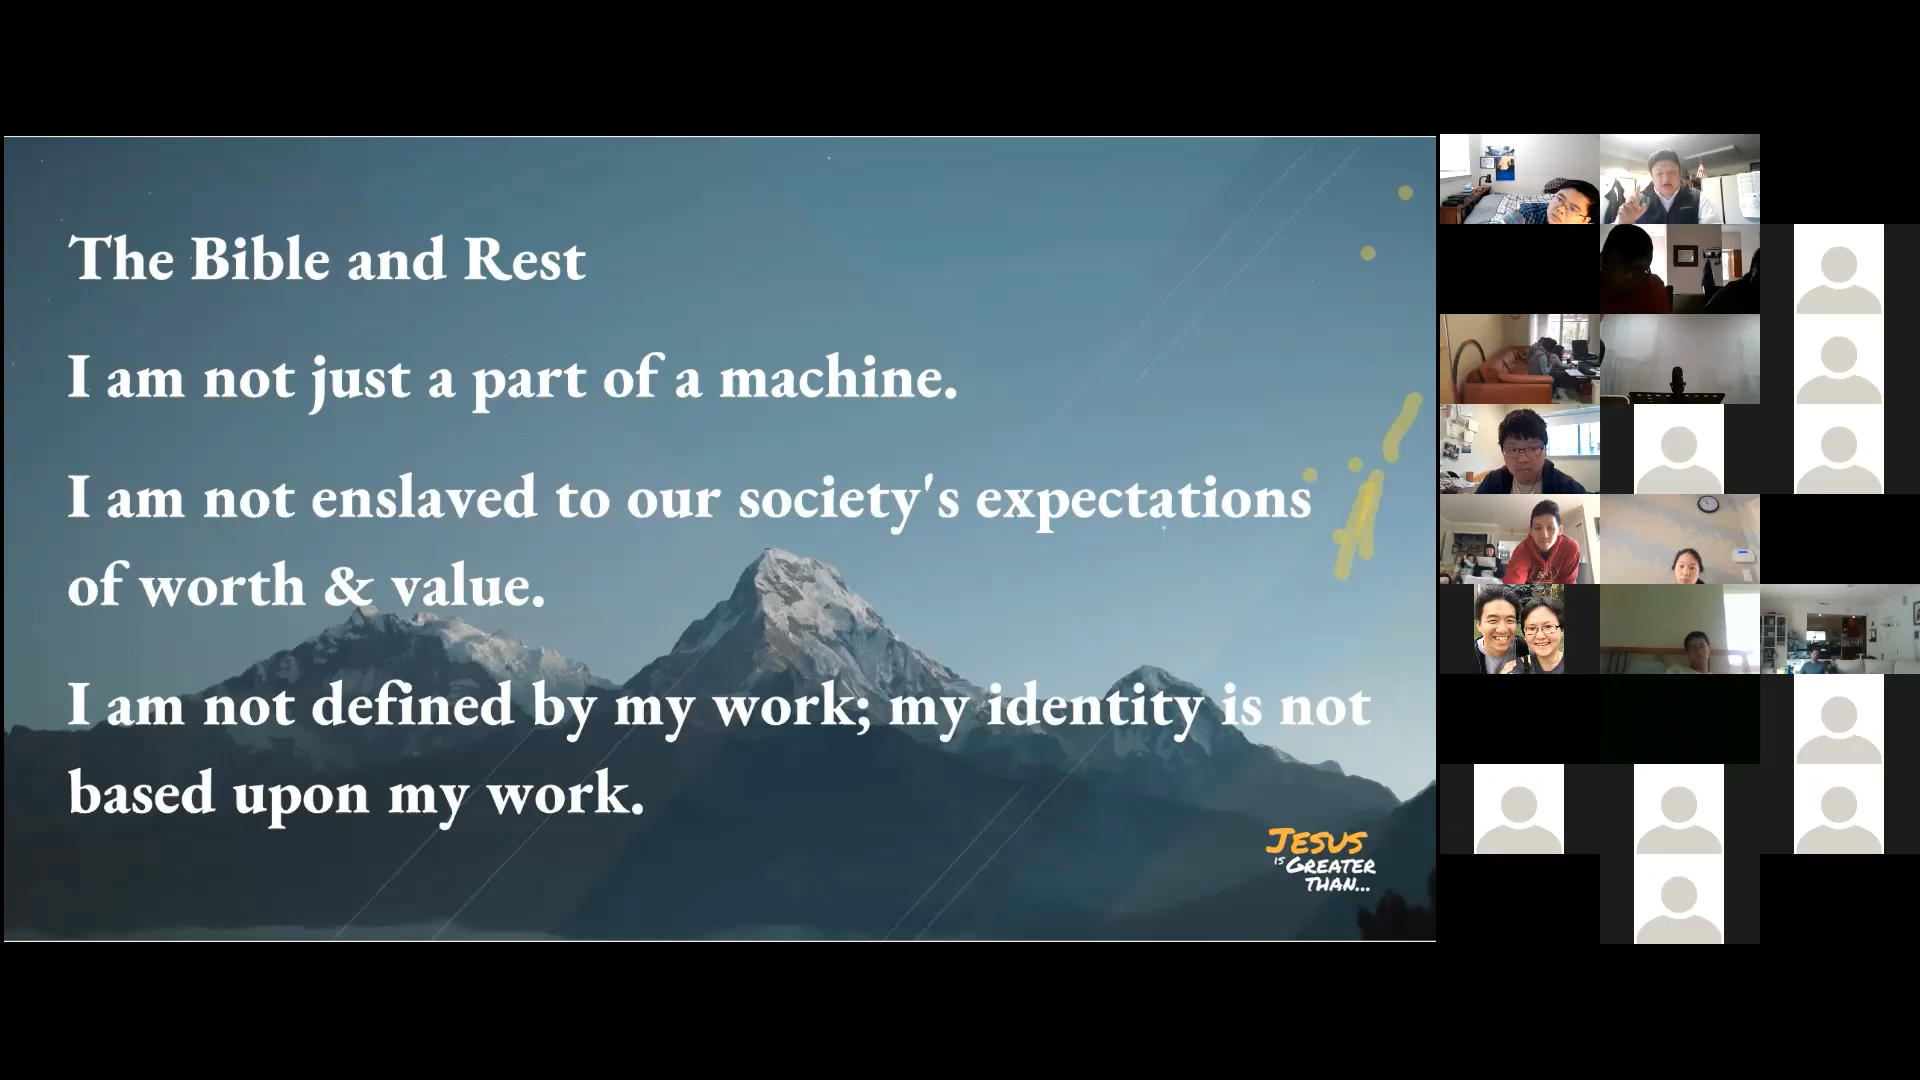 The Bible and Rest
I am not just a part of a machine.
I am not enslaved to our society's expectations
of worth & value.
I am not defined by my work; my identity is not
based upon my work.
JESUS
IS GREATER
THAN...